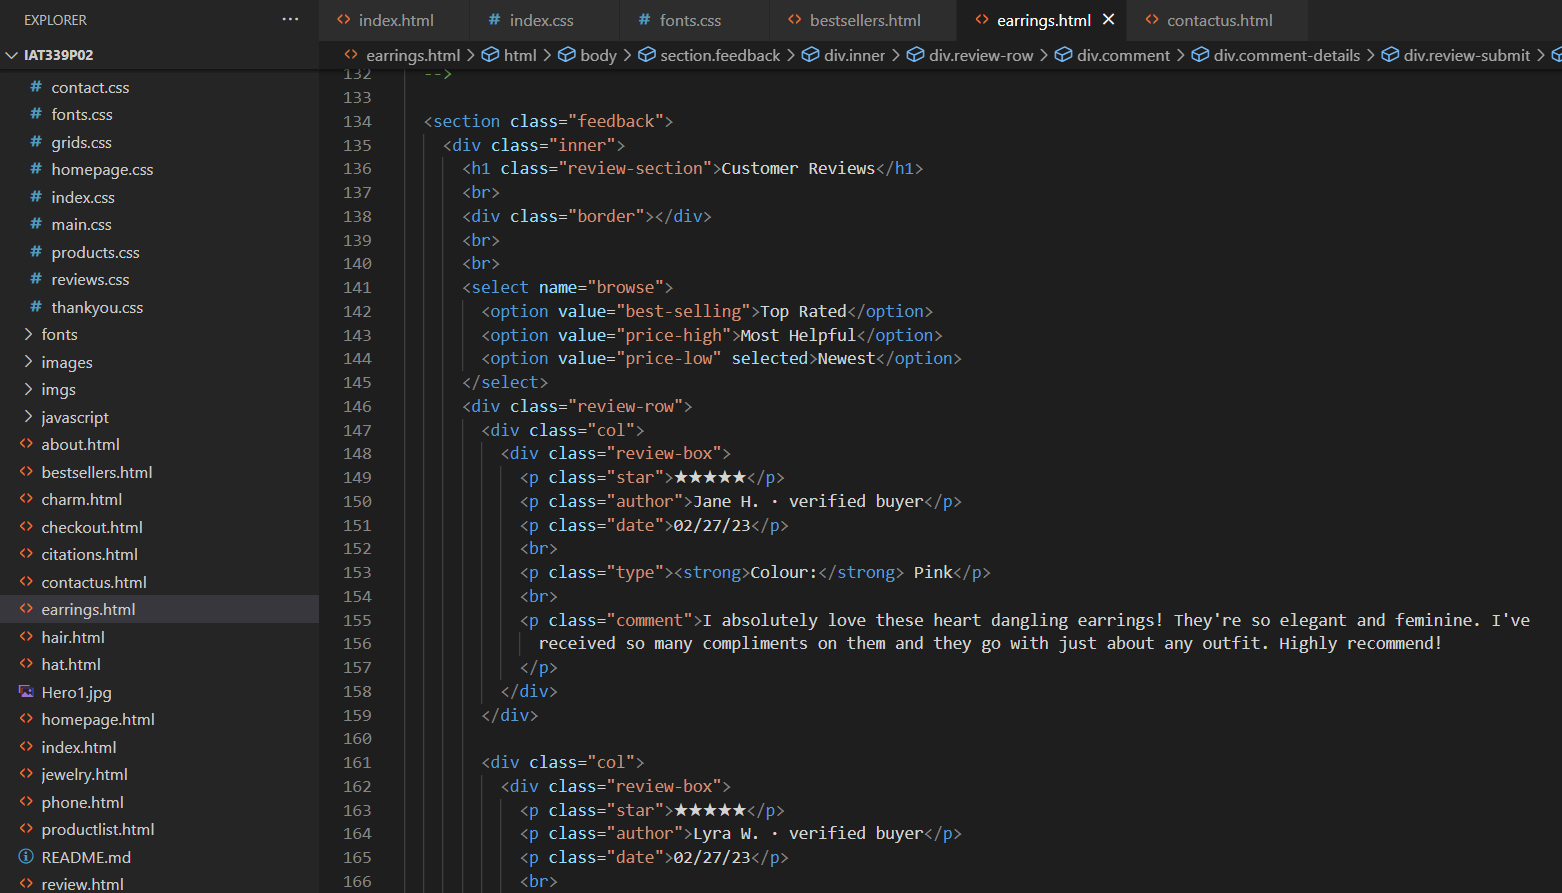 EXPLORER
···
IAT339P02
contact.css
fonts.css
grids.css
homepage.css
index.css
main.css
products.css
reviews.css
thankyou.css
fonts
images
imgs
javascript
about.html
bestsellers.html
charm.html
checkout.html
citations.html
contactus.html
earrings.html
hair.html
hat.html
Hero1.jpg
homepage.html
index.html
jewelry.html
phone.html
productlist.html
README.md
review.html
index.html
index.css
fonts.css
bestsellers.html
earrings.html
contactus.html
earrings.html > html > body > section.feedback > div.inner > div.review-row > div.comment > div.comment-details > div.review-submit >
132 -->
133
134 <section class="feedback">
135 <div class="inner">
136 <h1 class="review-section">Customer Reviews</h1>
137 <br>
138 <div class="border"></div>
139 <br>
140 <br>
141 <select name="browse">
142 <option value="best-selling">Top Rated</option>
143 <option value="price-high">Most Helpful</option>
144 <option value="price-low" selected>Newest</option>
145 </select>
146 <div class="review-row">
147 <div class="col">
148 <div class="review-box">
149 <p class="star">★★★★★</p>
150 <p class="author">Jane H. · verified buyer</p>
151 <p class="date">02/27/23</p>
152 <br>
153 <p class="type"><strong>Colour:</strong> Pink</p>
154 <br>
155 <p class="comment">I absolutely love these heart dangling earrings! They're so elegant and feminine. I've
156 received so many compliments on them and they go with just about any outfit. Highly recommend!
157 </p>
158 </div>
159 </div>
160
161 <div class="col">
162 <div class="review-box">
163 <p class="star">★★★★★</p>
164 <p class="author">Lyra W. · verified buyer</p>
165 <p class="date">02/27/23</p>
166 <br>